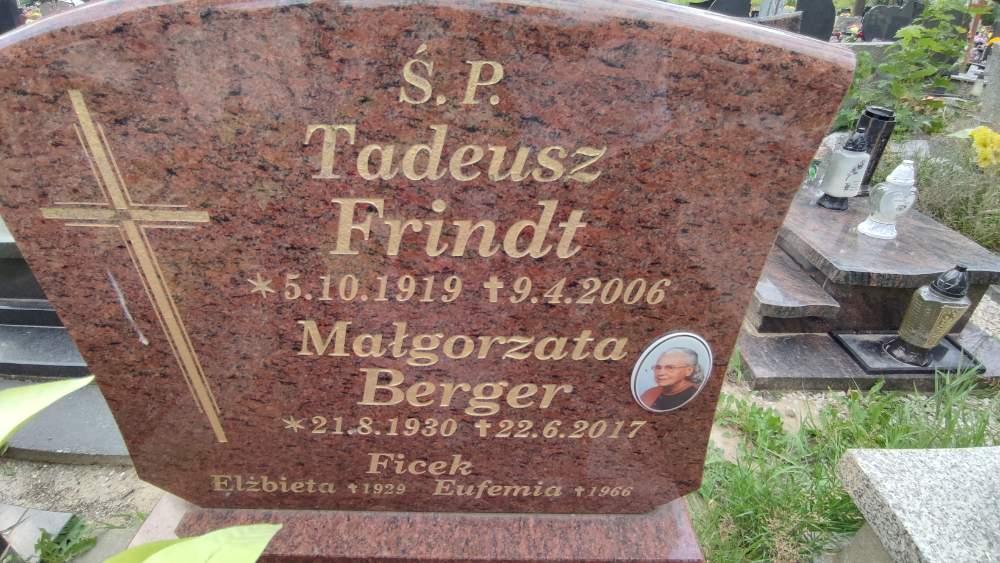 Ś. P.
Tadeusz
Frindt
*5.10.1919 ✝9.4.2006
Małgorzata
Berger
*21.8.1930 ✝22.6.2017
Ficek
Elżbieta ✝1929 Eufemia ✝1966